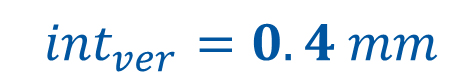 int_ver = 0.4 mm